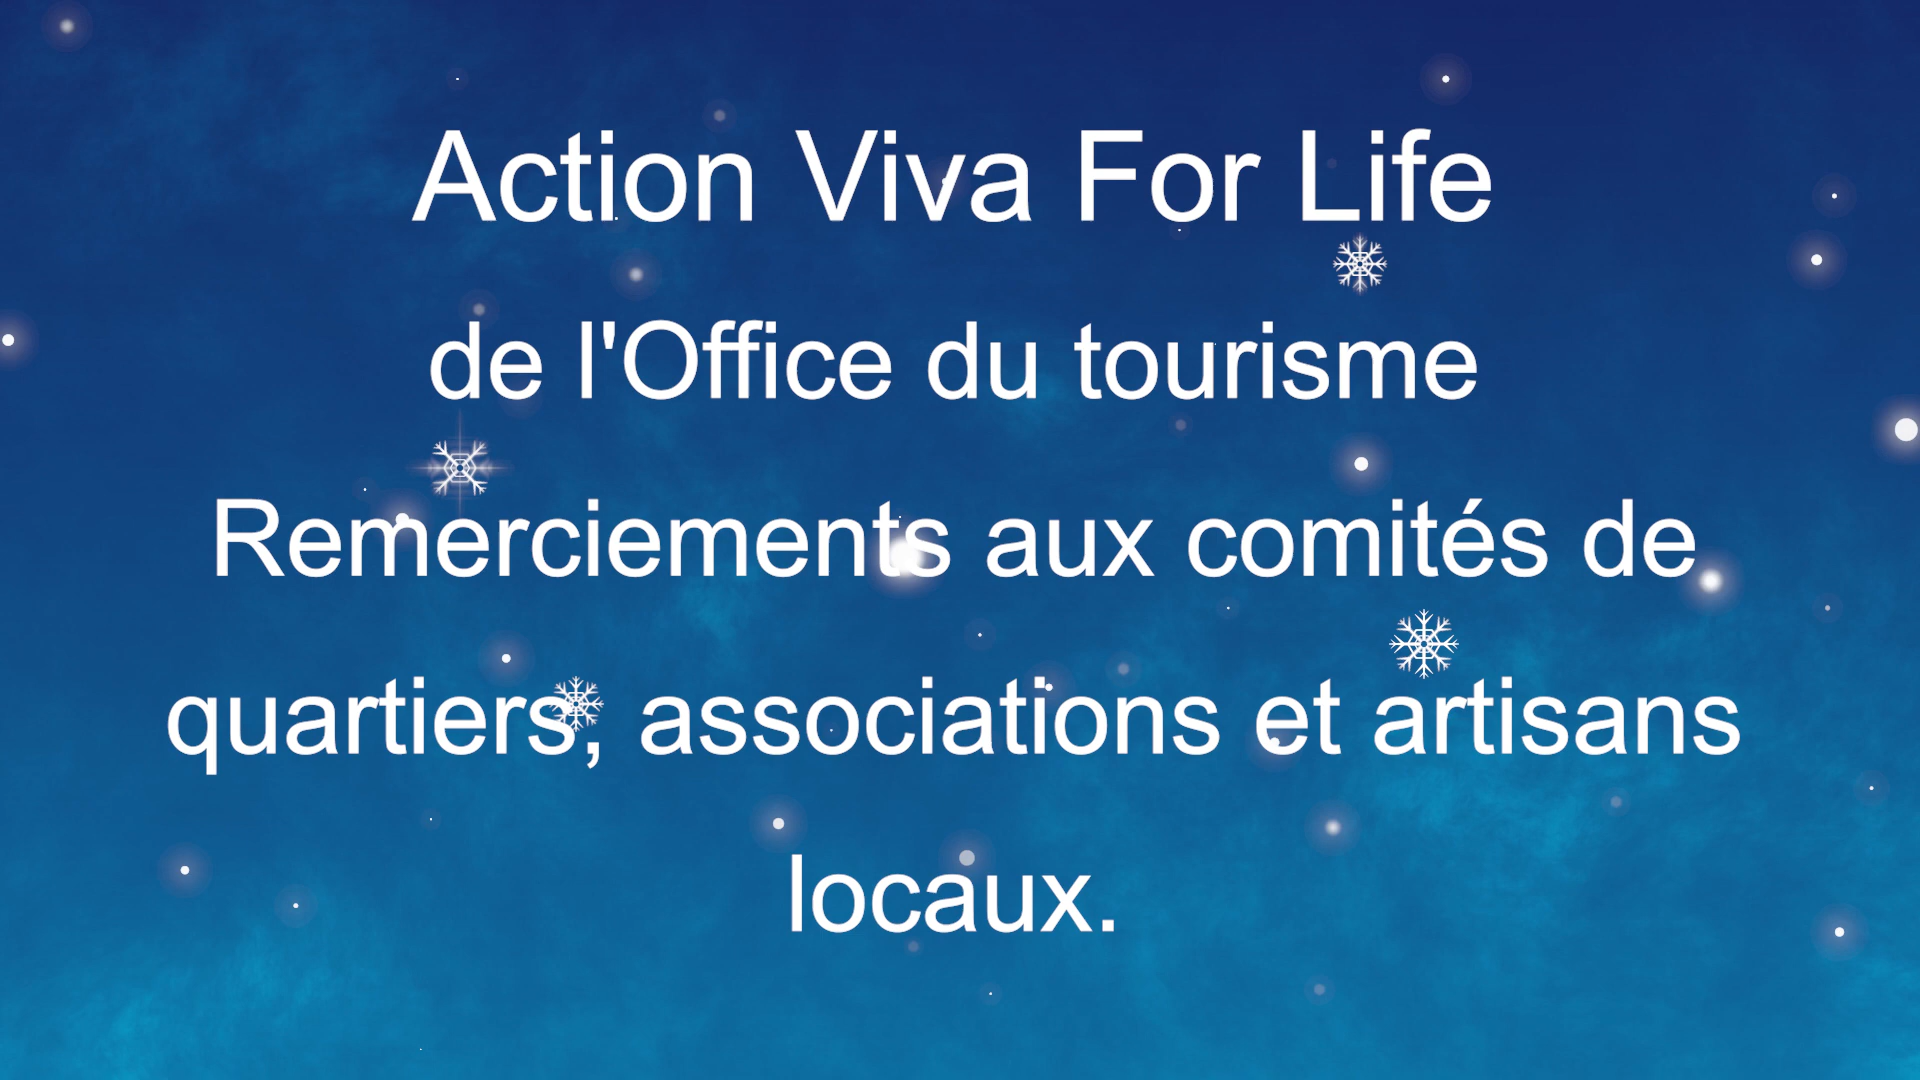 Action Viva For Life
de l'Office du tourisme
Remerciements aux comités de
quartiers, associations et artisans
locaux.